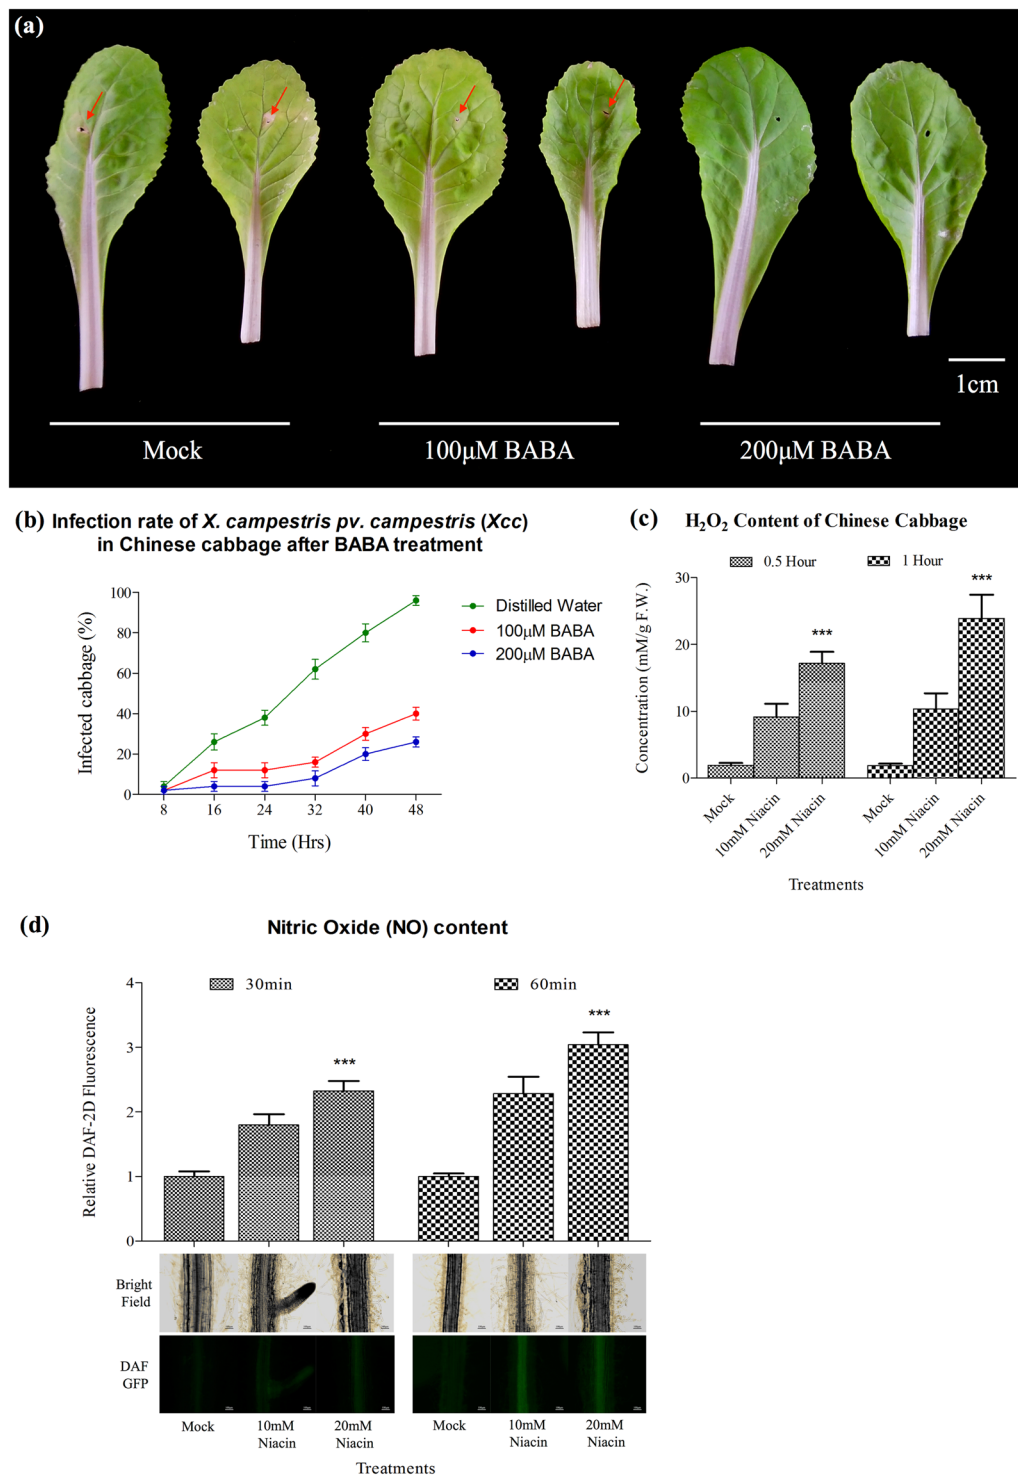 (a)
1cm
Mock
100μM BABA
200μM BABA
(b) Infection rate of X. campestris pv. campestris (Xcc)
in Chinese cabbage after BABA treatment
Infected cabbage (%)
100
80
60
40
20
0
8
16
24
32
40
48
Time (Hrs)
Distilled Water
100μM BABA
200μM BABA
(c) H₂O₂ Content of Chinese Cabbage
0.5 Hour
1 Hour
Concentration (mM/g F.W.)
30
20
10
0
***
***
Mock
10mM Niacin
20mM Niacin
Mock
10mM Niacin
20mM Niacin
Treatments
(d) Nitric Oxide (NO) content
30min
60min
Relative DAF-2D Fluorescence
4
3
2
1
0
***
***
Bright
Field
DAF
GFP
Mock
10mM
Niacin
20mM
Niacin
Mock
10mM
Niacin
20mM
Niacin
Treatments